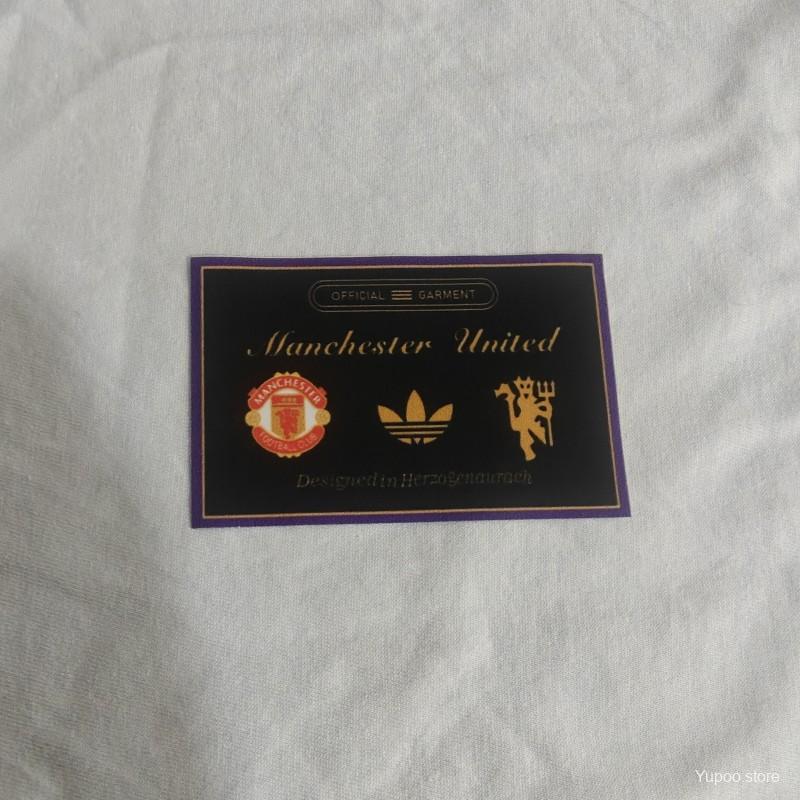 OFFICIAL GARMENT
Manchester United
MANCHESTER
FOOTBALL CLUB
Designed in Herzogenaurach
Yupoo store